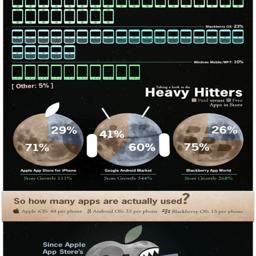 Blackberry OS: 23%
Windows Mobile/WP7: 10%
[ Other: 5% ]
Taking a look at the
Heavy Hitters
Paid versus Free
Apps in Store
29%
71%
41%
60%
26%
75%
Apple App Store for iPhone
Store Growth: 111%
Google Android Market
Store Growth: 544%
Blackberry App World
Store Growth: 268%
So how many apps are actually used?
Apple iOS: 48 per phone
Android OS: 35 per phone
Blackberry OS: 15 per phone
Since Apple
App Store's